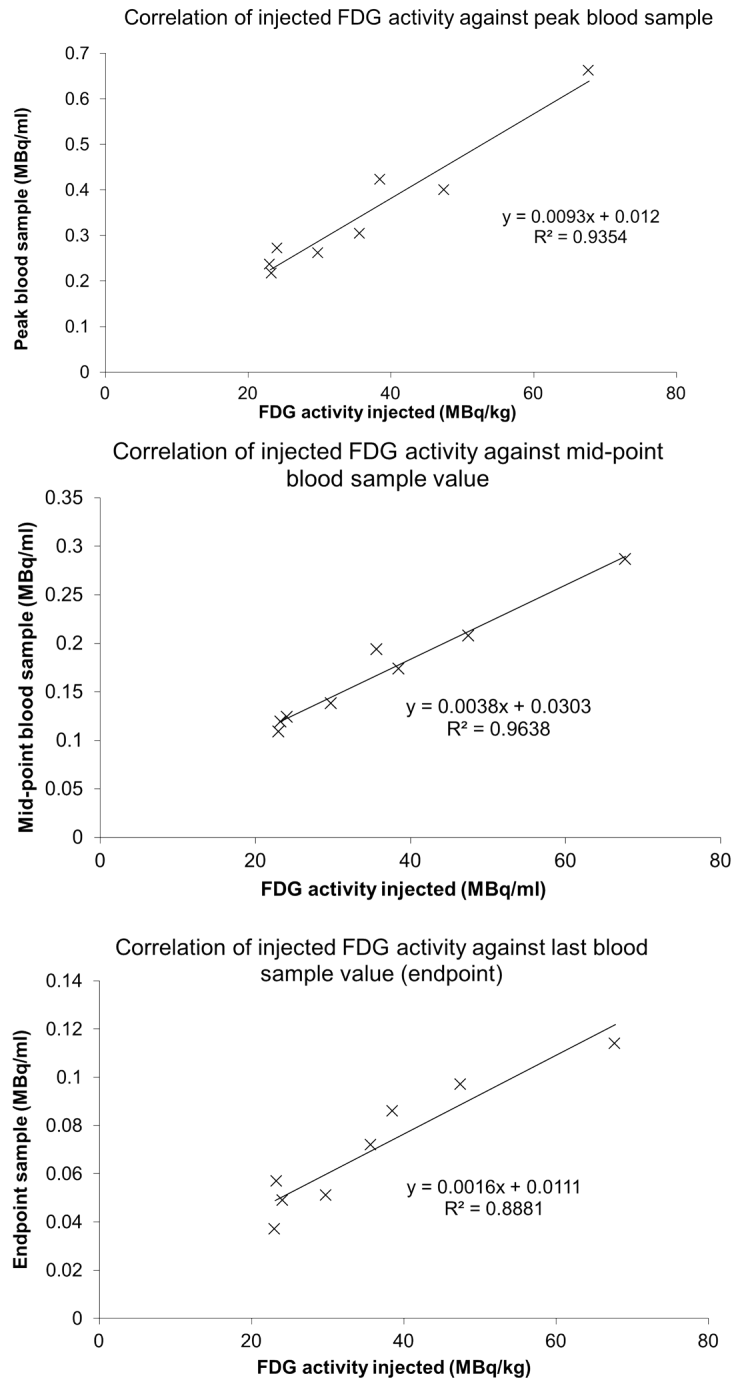 Correlation of injected FDG activity against peak blood sample
0.7
0.6
0.5
0.4
0.3
0.2
0.1
0
Peak blood sample (MBq/ml)
y = 0.0093x + 0.012
R² = 0.9354
0 20 40 60 80
FDG activity injected (MBq/kg)
Correlation of injected FDG activity against mid-point
blood sample value
0.35
0.3
0.25
0.2
0.15
0.1
0.05
0
Mid-point blood sample (MBq/ml)
y = 0.0038x + 0.0303
R² = 0.9638
0 20 40 60 80
FDG activity injected (MBq/ml)
Correlation of injected FDG activity against last blood
sample value (endpoint)
0.14
0.12
0.1
0.08
0.06
0.04
0.02
0
Endpoint sample (MBq/ml)
y = 0.0016x + 0.0111
R² = 0.8881
0 20 40 60 80
FDG activity injected (MBq/kg)